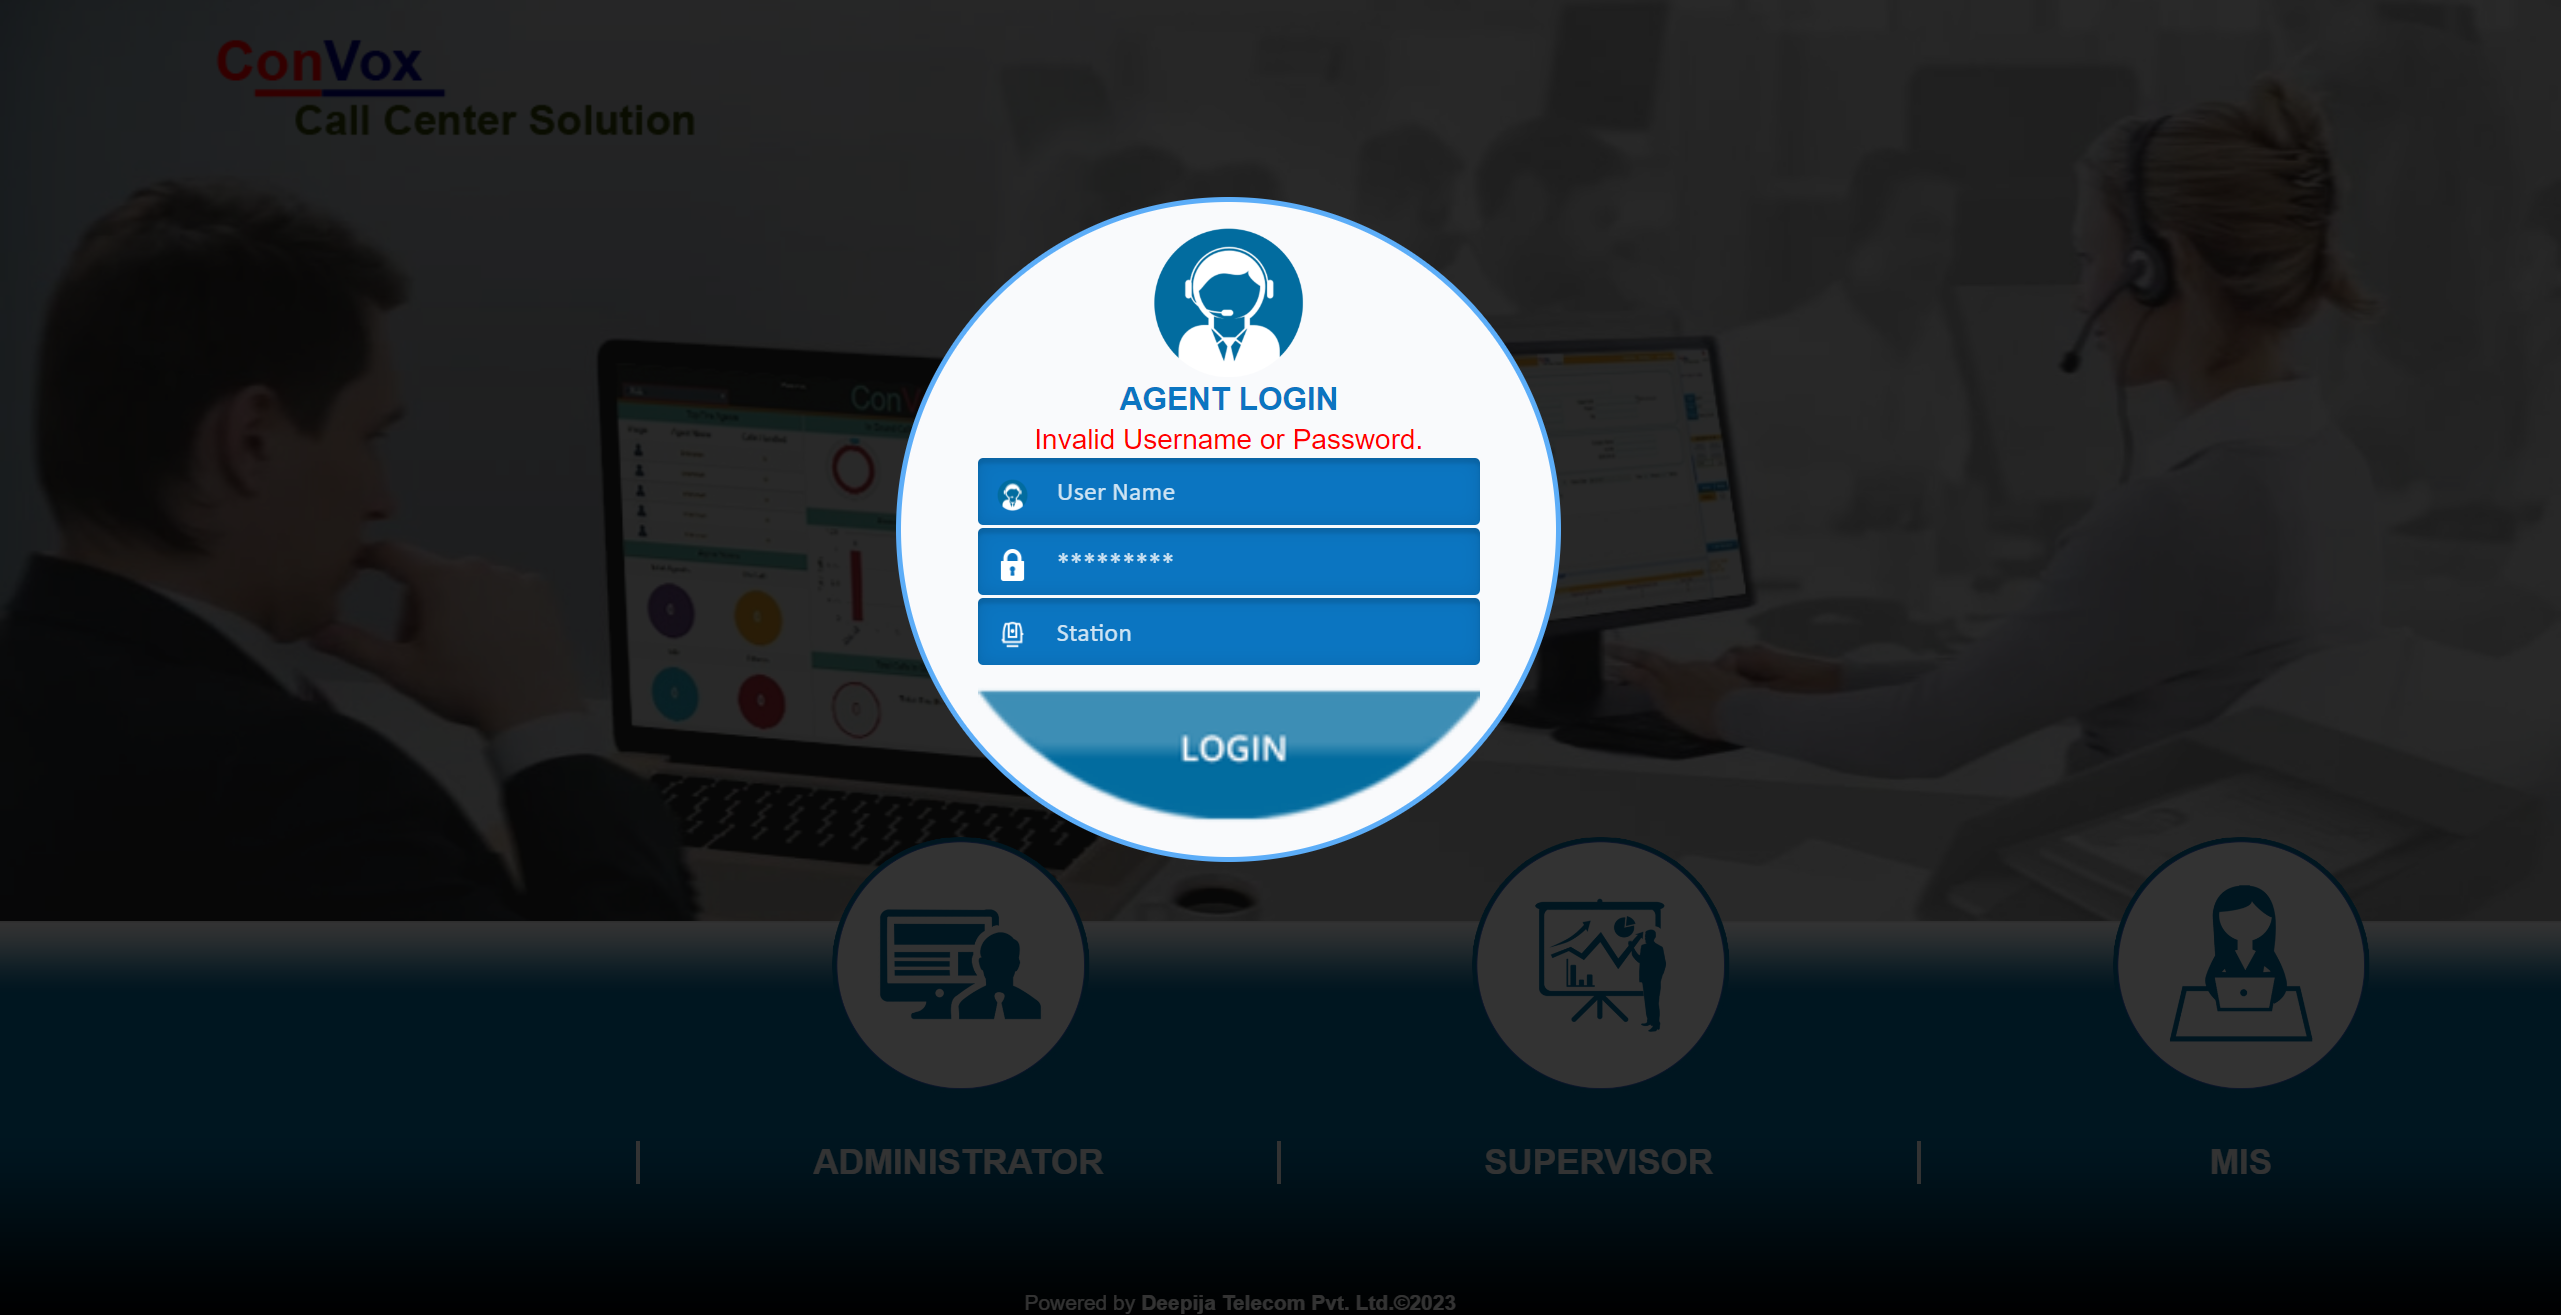 ConVox
Call Center Solution
ConV
AGENT LOGIN
Invalid Username or Password.
User Name
*********
Station
LOGIN
ADMINISTRATOR
SUPERVISOR
MIS
Powered by Deepija Telecom Pvt. Ltd.©2023